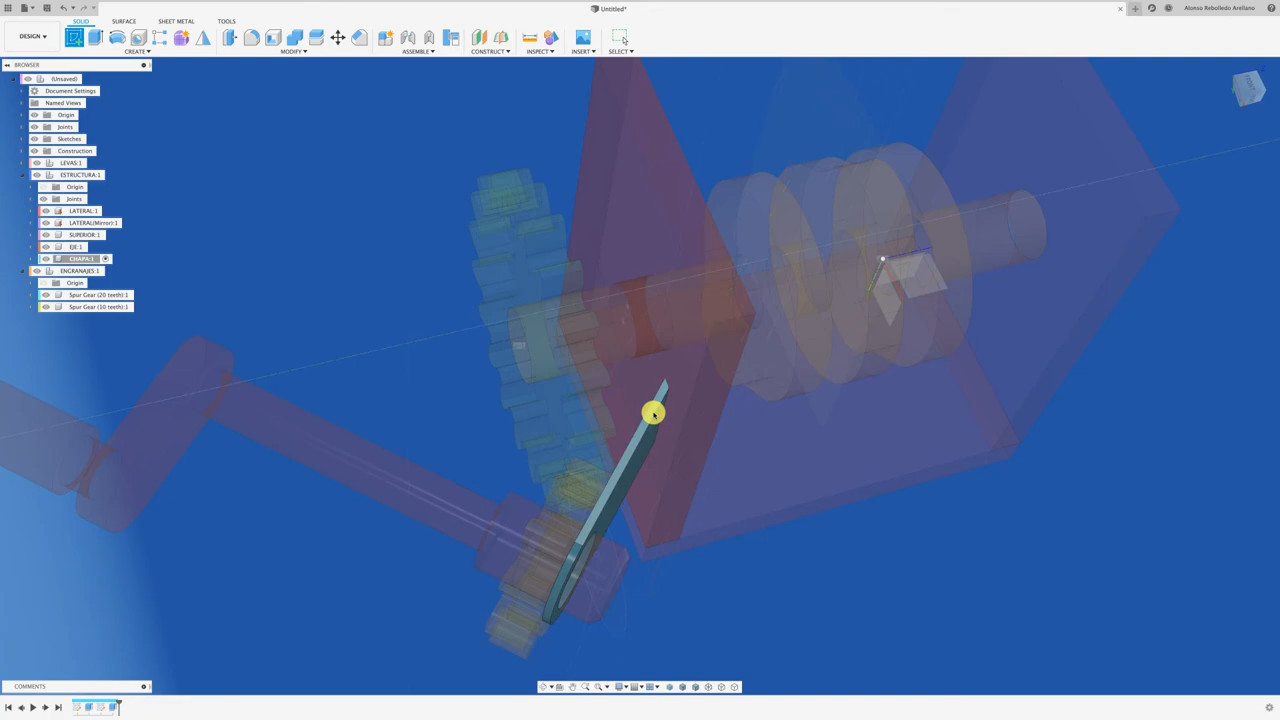 Untitled*
Alonso Rebolledo Arellano
DESIGN
SOLID
SURFACE
SHEET METAL
TOOLS
CREATE
MODIFY
ASSEMBLE
CONSTRUCT
INSPECT
INSERT
SELECT
BROWSER
(Unsaved)
Document Settings
Named Views
Origin
Joints
Sketches
Construction
LEVAS:1
ESTRUCTURA:1
Origin
Joints
LATERAL:1
LATERAL(Mirror):1
SUPERIOR:1
EJE:1
CHAPA:1
ENGRANAJES:1
Origin
Spur Gear (20 teeth):1
Spur Gear (10 teeth):1
COMMENTS